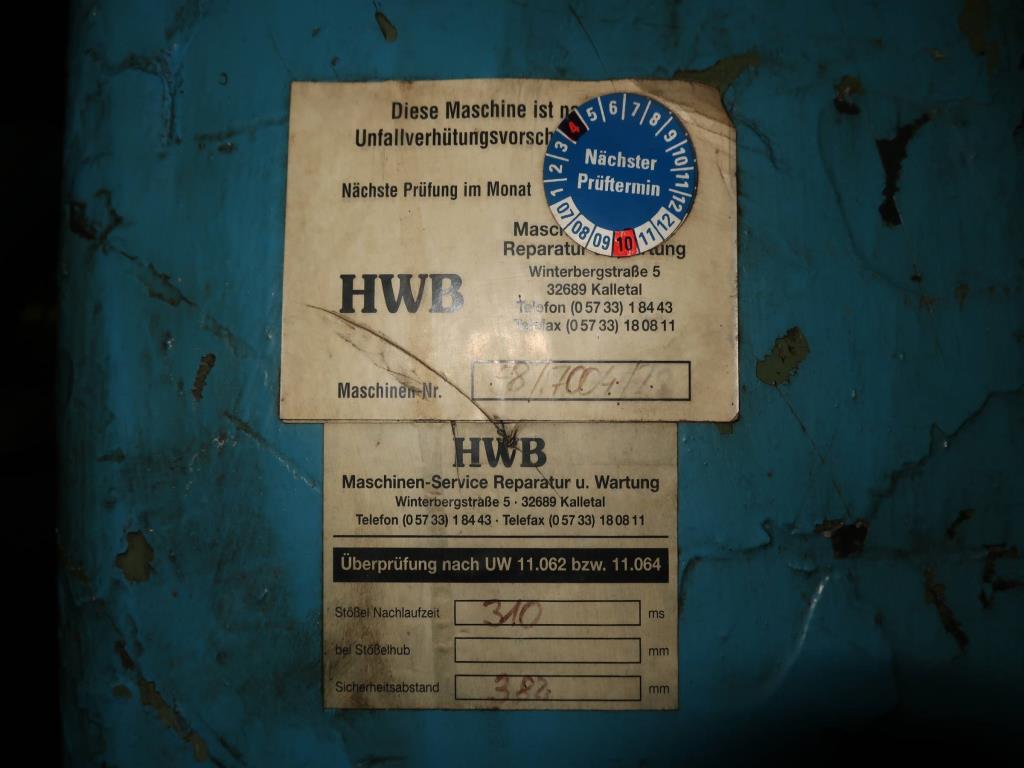 Diese Maschine ist
Unfallverhütungsvorsch
Nächste Prüfung im Monat
1 2 3 4 5 6 7 8 9 10 11 12
Nächster
Prüftermin
07 08 09 10 11 12
Reparatur
Winterbergstraße 5
32689 Kalletal
HWB
Telefon (0 57 33) 1 84 43
Telefax (0 57 33) 18 08 11
Maschinen-Nr.
HWB
Maschinen-Service Reparatur u. Wartung
Winterbergstraße 5 · 32689 Kalletal
Telefon (0 57 33) 1 84 43 · Telefax (0 57 33) 18 08 11
Überprüfung nach UW 11.062 bzw. 11.064
Stößel Nachlaufzeit 310 ms
bei Stößelhub mm
Sicherheitsabstand mm